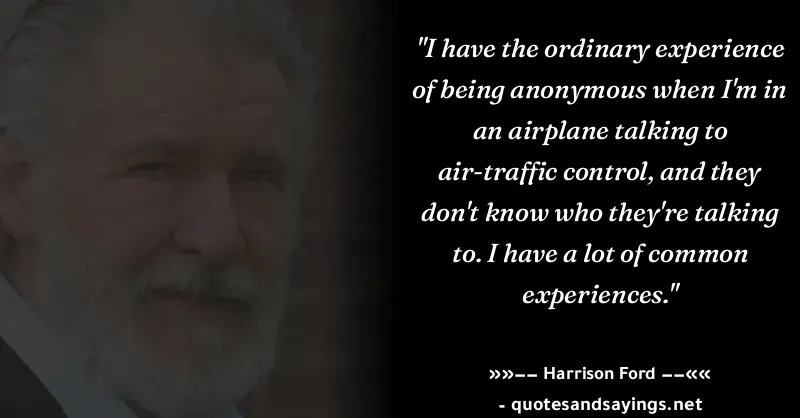 "I have the ordinary experience
of being anonymous when I'm in
an airplane talking to
air-traffic control, and they
don't know who they're talking
to. I have a lot of common
experiences."
»»–– Harrison Ford ––««
- quotesandsayings.net